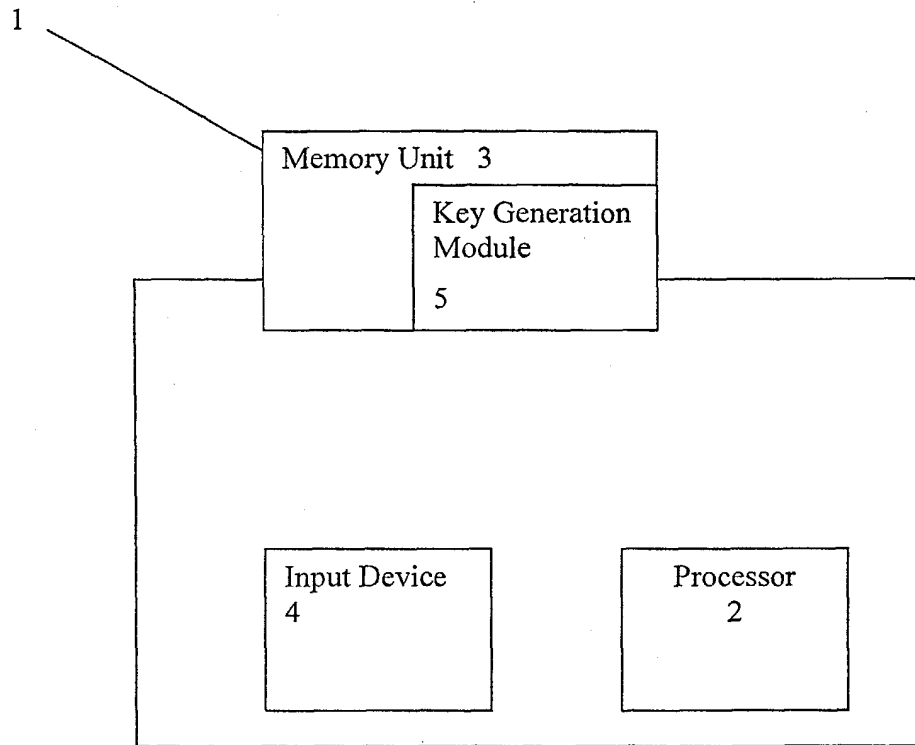 1
Memory Unit 3
Key Generation
Module
5
Input Device
4
Processor
2